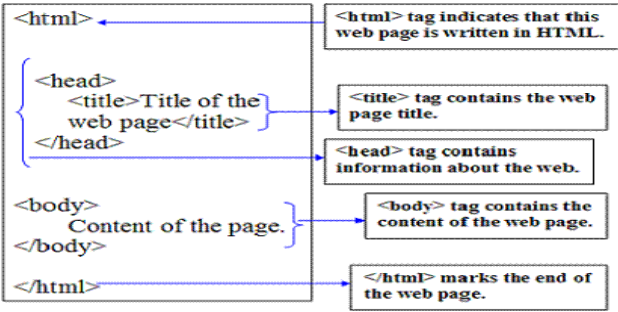 <html>
<html> tag indicates that this
web page is written in HTML.
<head>
<title>Title of the
web page</title>
</head>
<title> tag contains the web
page title.
<head> tag contains
information about the web.
<body>
Content of the page.
</body>
<body> tag contains the
content of the web page.
</html>
</html> marks the end of
the web page.